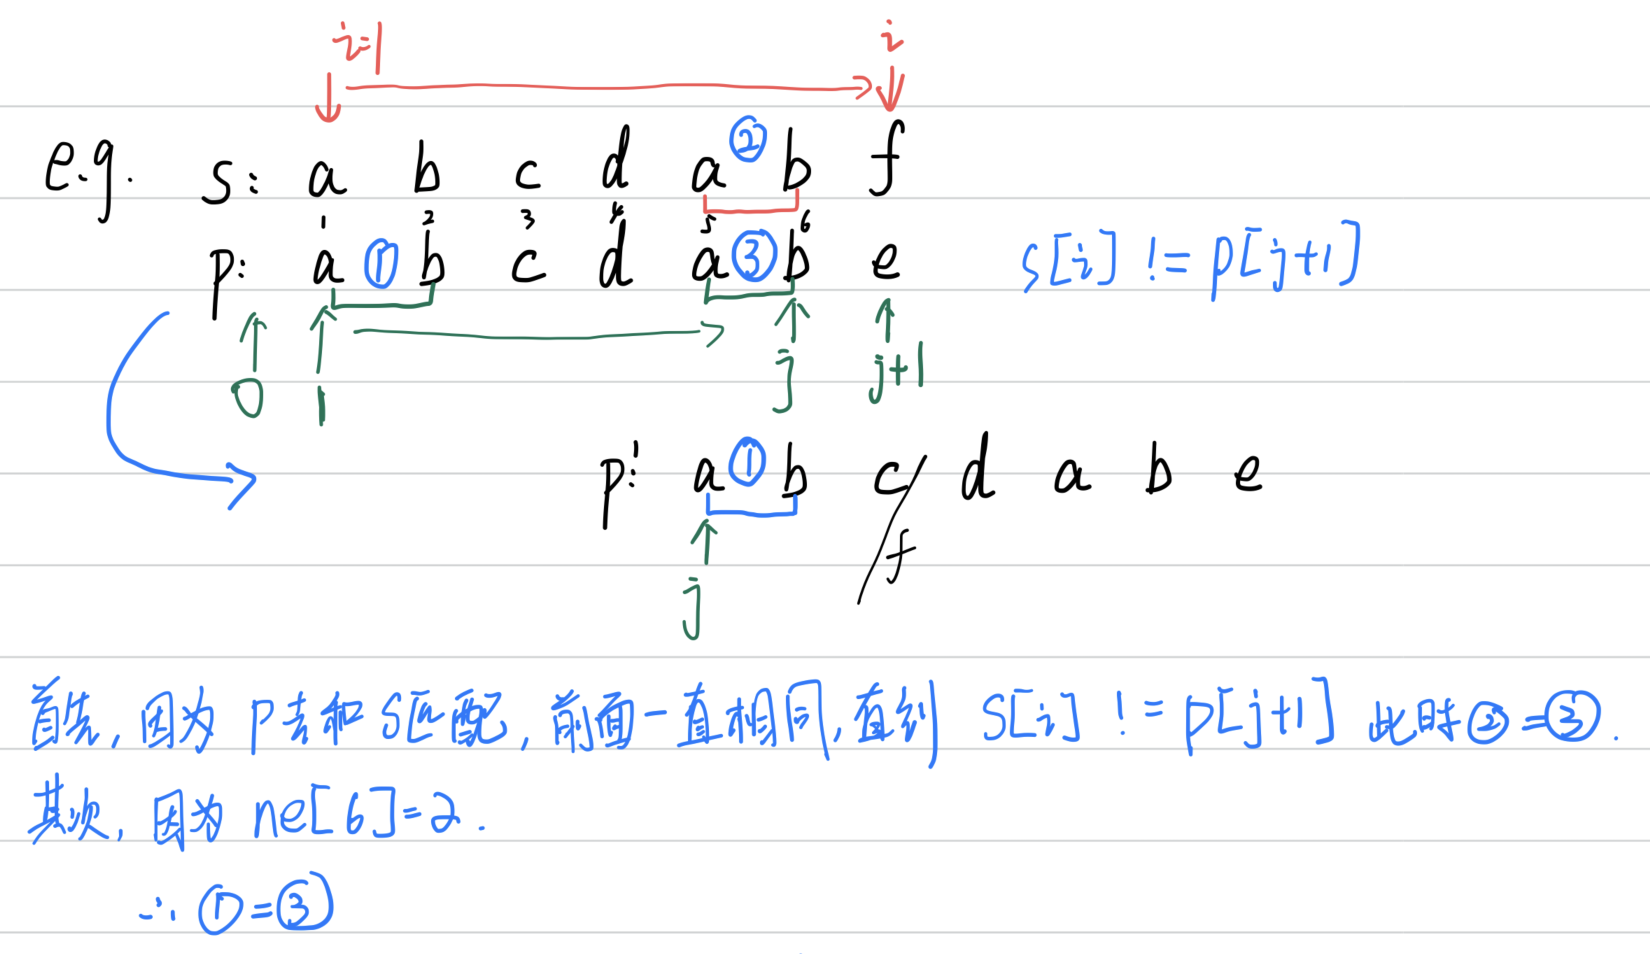 i=1 i
e.g. s: a b c d a ② b f
1 2 3 4 5 6
p: a ① b c d a ③ b e s[i] != p[j+1]
0 1 j j+1
p': a ① b c d a b e
f
j
首先, 因为 p去和 S匹配, 前面一直相同, 直到 S[i] != p[j+1] 此时②=③.
其次, 因为 ne[6]=2.
∴ ①=③